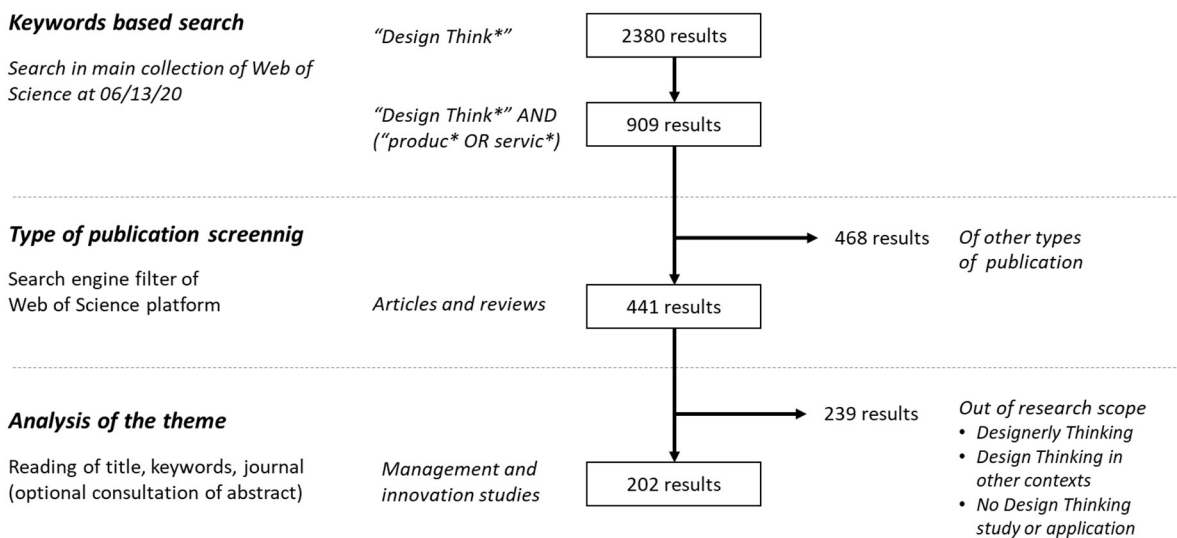 Keywords based search
Search in main collection of Web of
Science at 06/13/20
“Design Think*”
2380 results
“Design Think*” AND
(“produc* OR servic*)
909 results
Type of publication screennig
Search engine filter of
Web of Science platform
468 results
Of other types
of publication
Articles and reviews
441 results
Analysis of the theme
Reading of title, keywords, journal
(optional consultation of abstract)
239 results
Out of research scope
• Designerly Thinking
• Design Thinking in
other contexts
• No Design Thinking
study or application
Management and
innovation studies
202 results